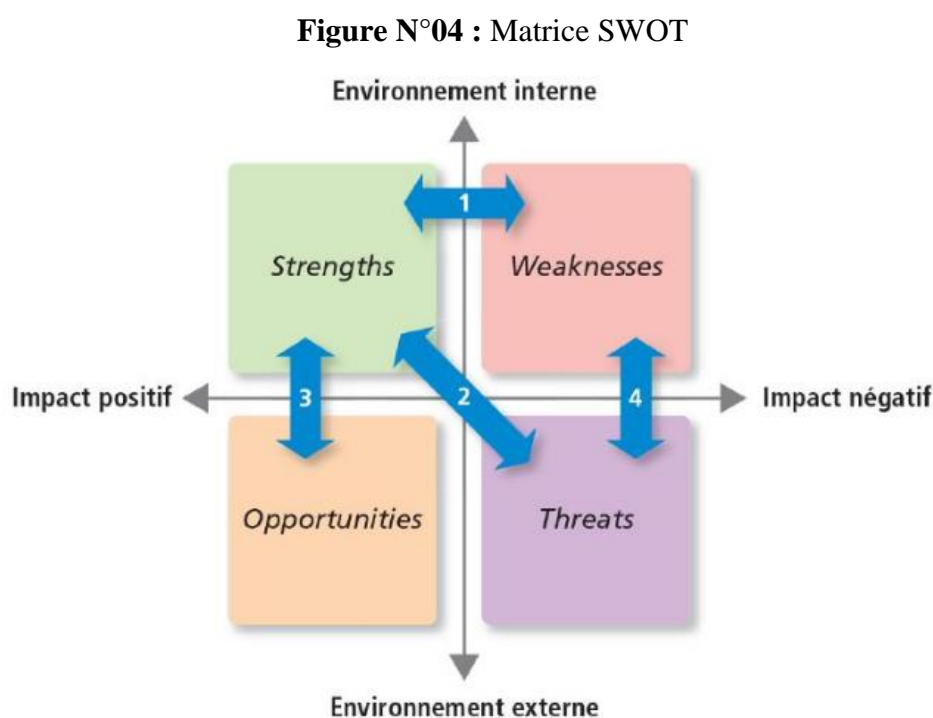 Figure N°04 : Matrice SWOT
Environnement interne
1
Strengths
Weaknesses
Impact positif
3
2
4
Impact négatif
Opportunities
Threats
Environnement externe